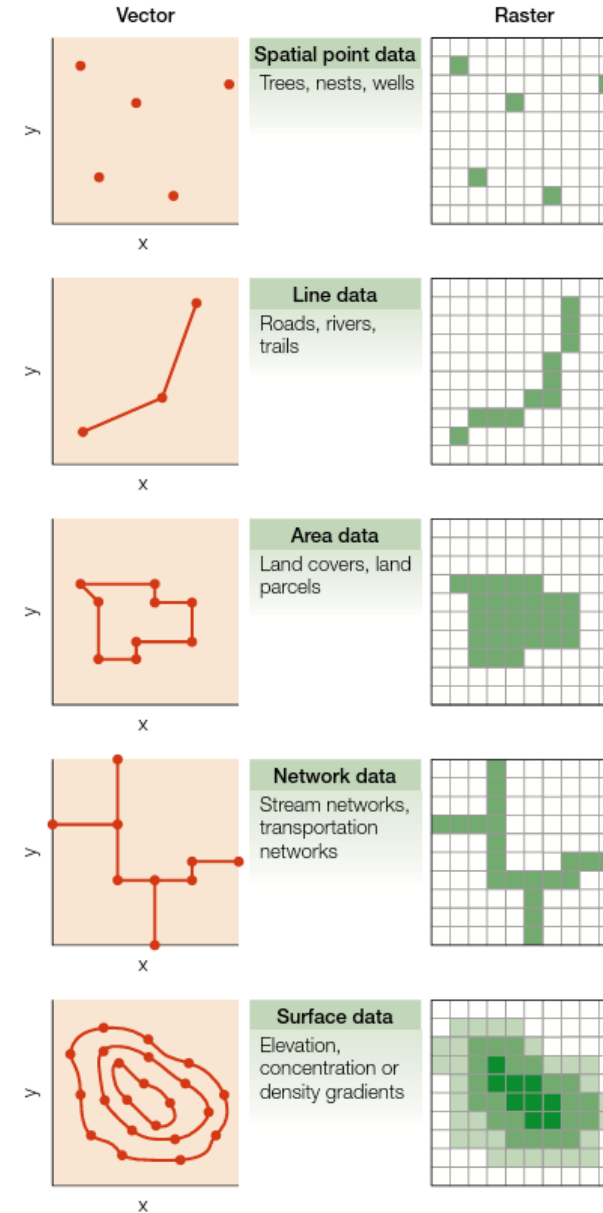 Vector
Raster
Spatial point data
Trees, nests, wells
y
x
Line data
Roads, rivers,
trails
y
x
Area data
Land covers, land
parcels
y
x
Network data
Stream networks,
transportation
networks
y
x
Surface data
Elevation,
concentration or
density gradients
y
x